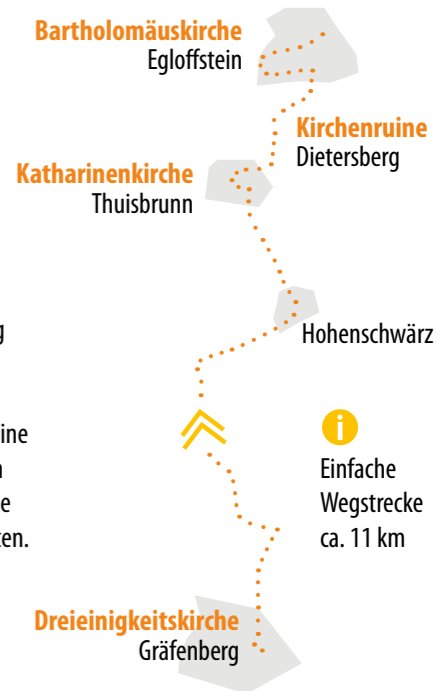 Bartholomäuskirche
Egloffstein
Kirchenruine
Dietersberg
Katharinenkirche
Thuisbrunn
Hohenschwärz
i
Einfache
Wegstrecke
ca. 11 km
Dreieinigkeitskirche
Gräfenberg